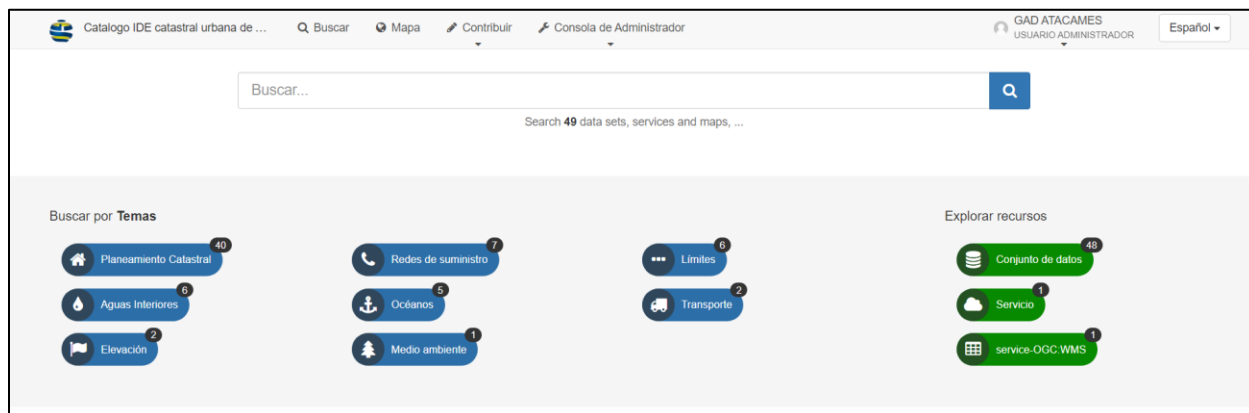 Catalogo IDE catastral urbana de ...
Buscar
Mapa
Contribuir
Consola de Administrador
GAD ATACAMES
USUARIO ADMINISTRADOR
Español
Buscar...
Search 49 data sets, services and maps, ...
Buscar por Temas
Explorar recursos
Planeamiento Catastral 40
Redes de suministro 7
Límites 6
Conjunto de datos 48
Aguas Interiores 6
Océanos 5
Transporte 2
Servicio 1
Elevación 2
Medio ambiente 1
service-OGC:WMS 1